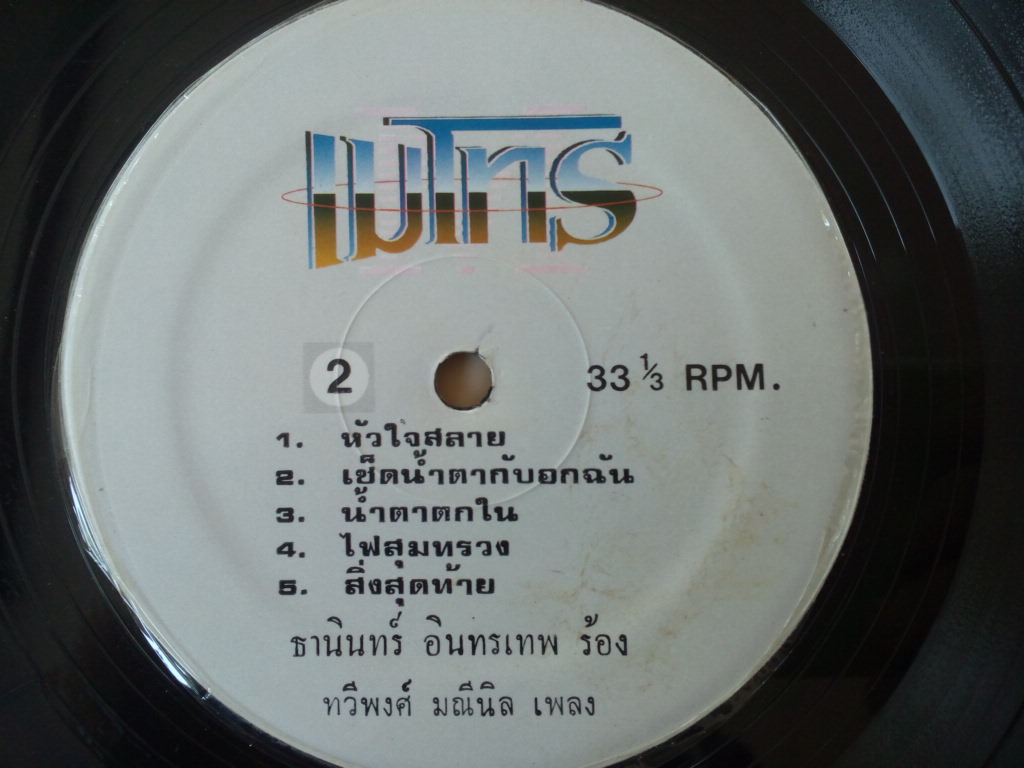 เมโทร
2 33 1/3 RPM.
1. หัวใจสลาย
2. เช็ดน้ำตากับอกฉัน
3. น้ำตาตกใน
4. ไฟสุมทรวง
5. สิ่งสุดท้าย
ธานินทร์ อินทรเทพ ร้อง
ทวีพงศ์ มณีนิล เพลง